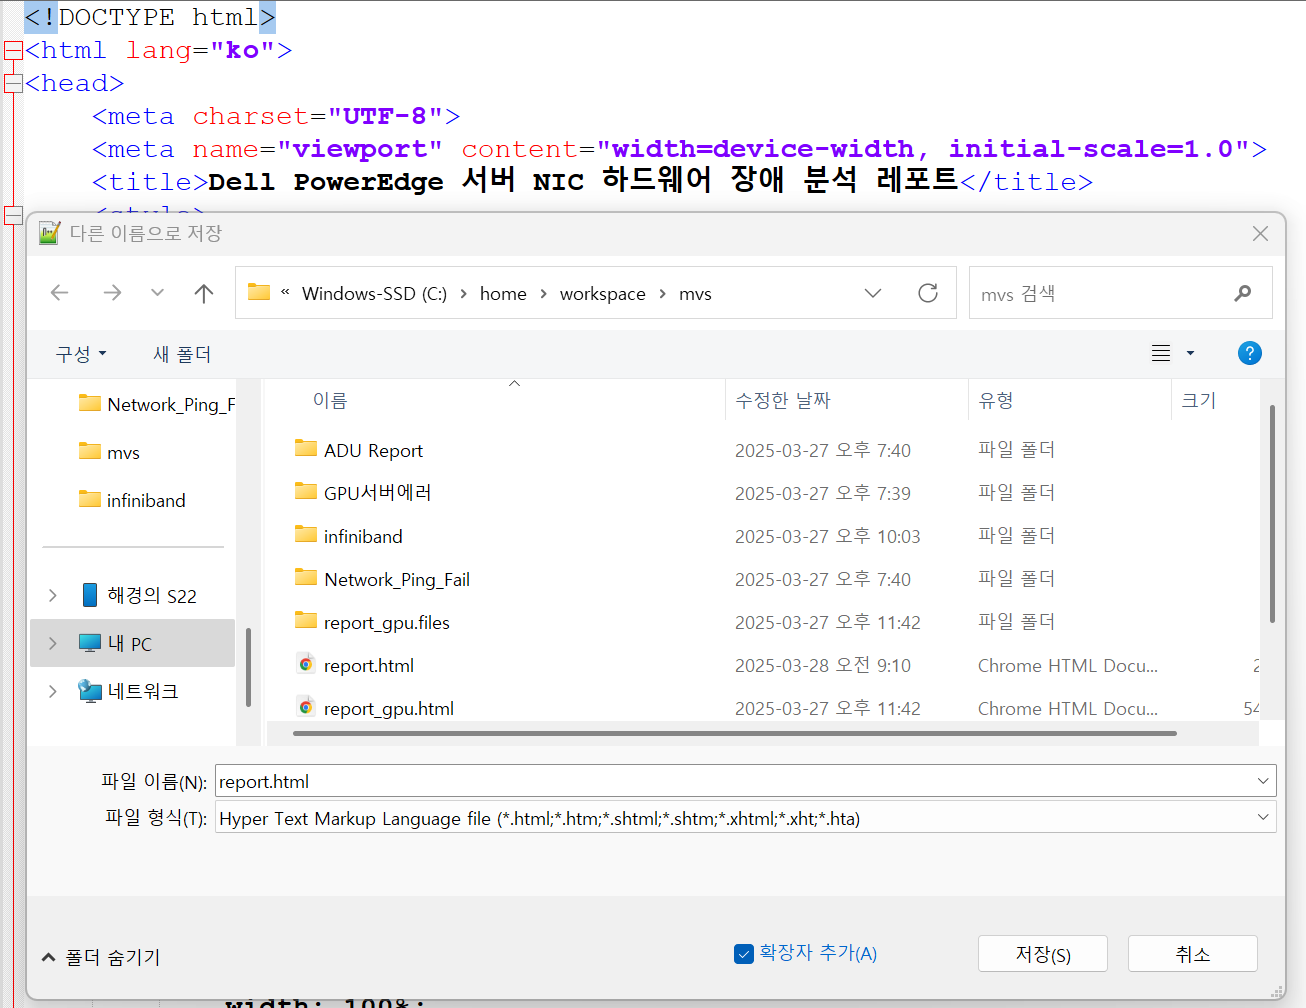 <!DOCTYPE html>
<html lang="ko">
<head>
<meta charset="UTF-8">
<meta name="viewport" content="width=device-width, initial-scale=1.0">
<title>Dell PowerEdge 서버 NIC 하드웨어 장애 분석 레포트</title>
<style>
다른 이름으로 저장
« Windows-SSD (C:) > home > workspace > mvs
mvs 검색
구성 새 폴더
?
Network_Ping_F
mvs
infiniband
해경의 S22
내 PC
네트워크
이름 수정한 날짜 유형 크기
ADU Report 2025-03-27 오후 7:40 파일 폴더
GPU서버에러 2025-03-27 오후 7:39 파일 폴더
infiniband 2025-03-27 오후 10:03 파일 폴더
Network_Ping_Fail 2025-03-27 오후 7:40 파일 폴더
report_gpu.files 2025-03-27 오후 11:42 파일 폴더
report.html 2025-03-28 오전 9:10 Chrome HTML Docu... 2
report_gpu.html 2025-03-27 오후 11:42 Chrome HTML Docu... 54
파일 이름(N): report.html
파일 형식(T): Hyper Text Markup Language file (*.html;*.htm;*.shtml;*.shtm;*.xhtml;*.xht;*.hta)
폴더 숨기기
확장자 추가(A)
저장(S)
취소
width: 100%;